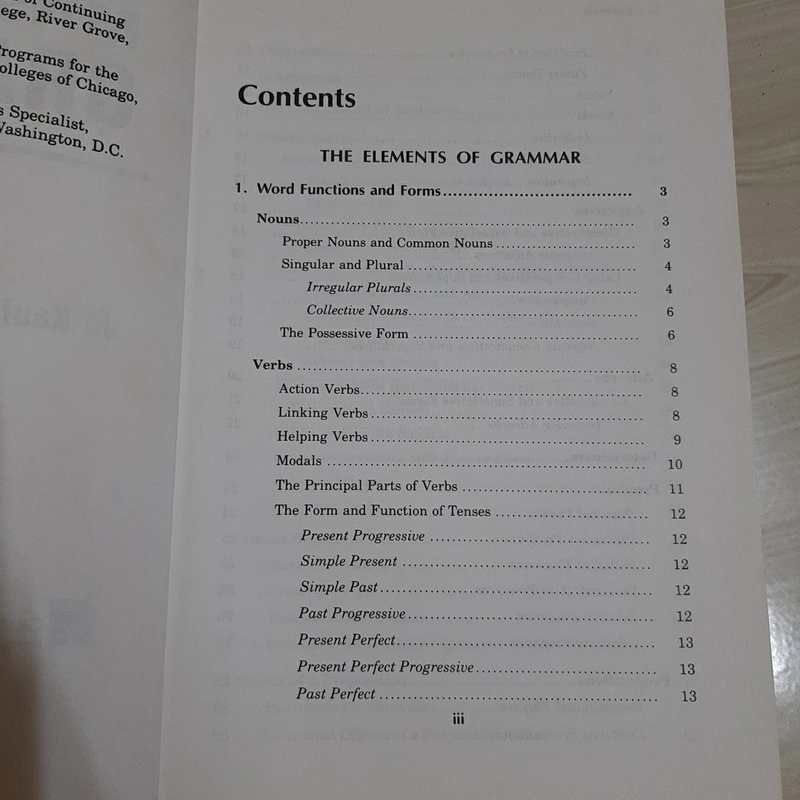 of Continuing
ege, River Grove,
rograms for the
olleges of Chicago,
s Specialist,
Washington, D.C.
Contents
THE ELEMENTS OF GRAMMAR
1. Word Functions and Forms.................................... 3
Nouns.................................................... 3
Proper Nouns and Common Nouns ..................... 3
Singular and Plural .................................. 4
Irregular Plurals.................................. 4
Collective Nouns.................................. 6
The Possessive Form ................................. 6
Verbs .................................................... 8
Action Verbs.......................................... 8
Linking Verbs......................................... 8
Helping Verbs......................................... 9
Modals ............................................... 10
The Principal Parts of Verbs ............................ 11
The Form and Function of Tenses ....................... 12
Present Progressive ................................. 12
Simple Present ..................................... 12
Simple Past......................................... 12
Past Progressive.................................... 12
Present Perfect...................................... 13
Present Perfect Progressive.......................... 13
Past Perfect ......................................... 13
iii